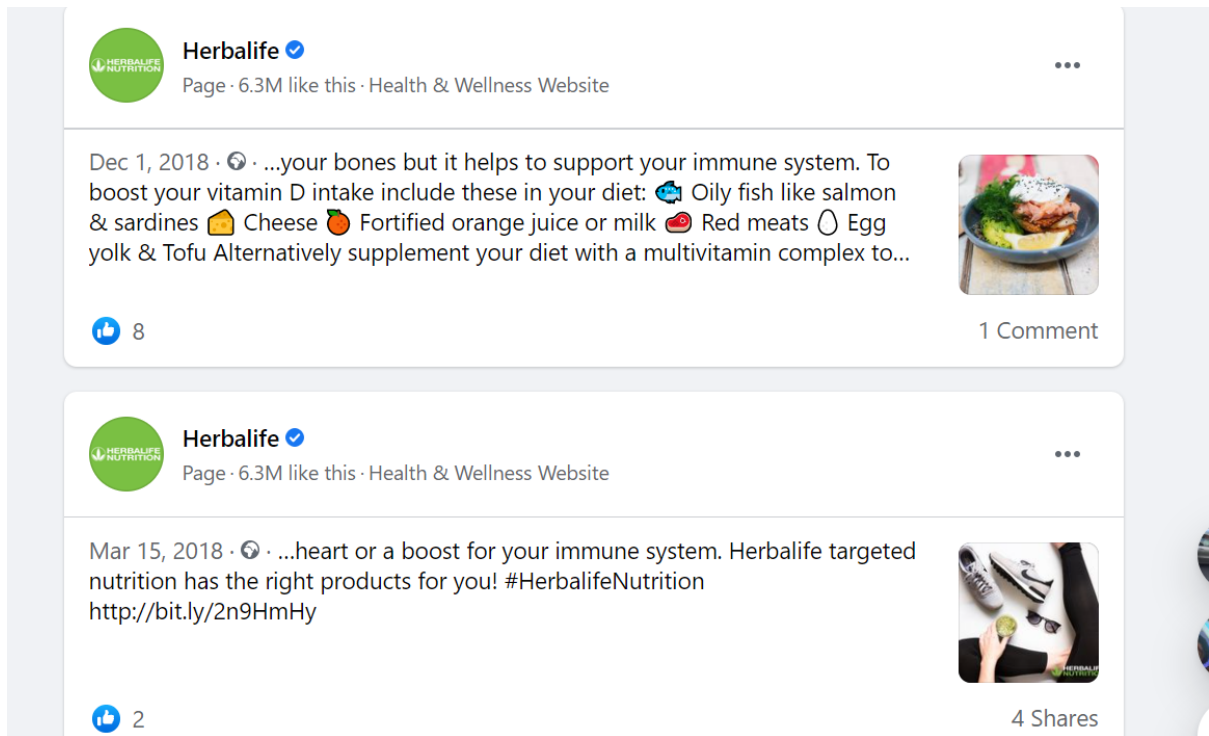 HERBALIFE
NUTRITION
Herbalife
Page · 6.3M like this · Health & Wellness Website
Dec 1, 2018 · ...your bones but it helps to support your immune system. To
boost your vitamin D intake include these in your diet: 🐟 Oily fish like salmon
& sardines 🧀 Cheese 🍊 Fortified orange juice or milk 🥩 Red meats 🥚 Egg
yolk & Tofu Alternatively supplement your diet with a multivitamin complex to...
8
1 Comment
HERBALIFE
NUTRITION
Herbalife
Page · 6.3M like this · Health & Wellness Website
Mar 15, 2018 · ...heart or a boost for your immune system. Herbalife targeted
nutrition has the right products for you! #HerbalifeNutrition
http://bit.ly/2n9HmHy
HERBALIF
NUTRITIO
2
4 Shares